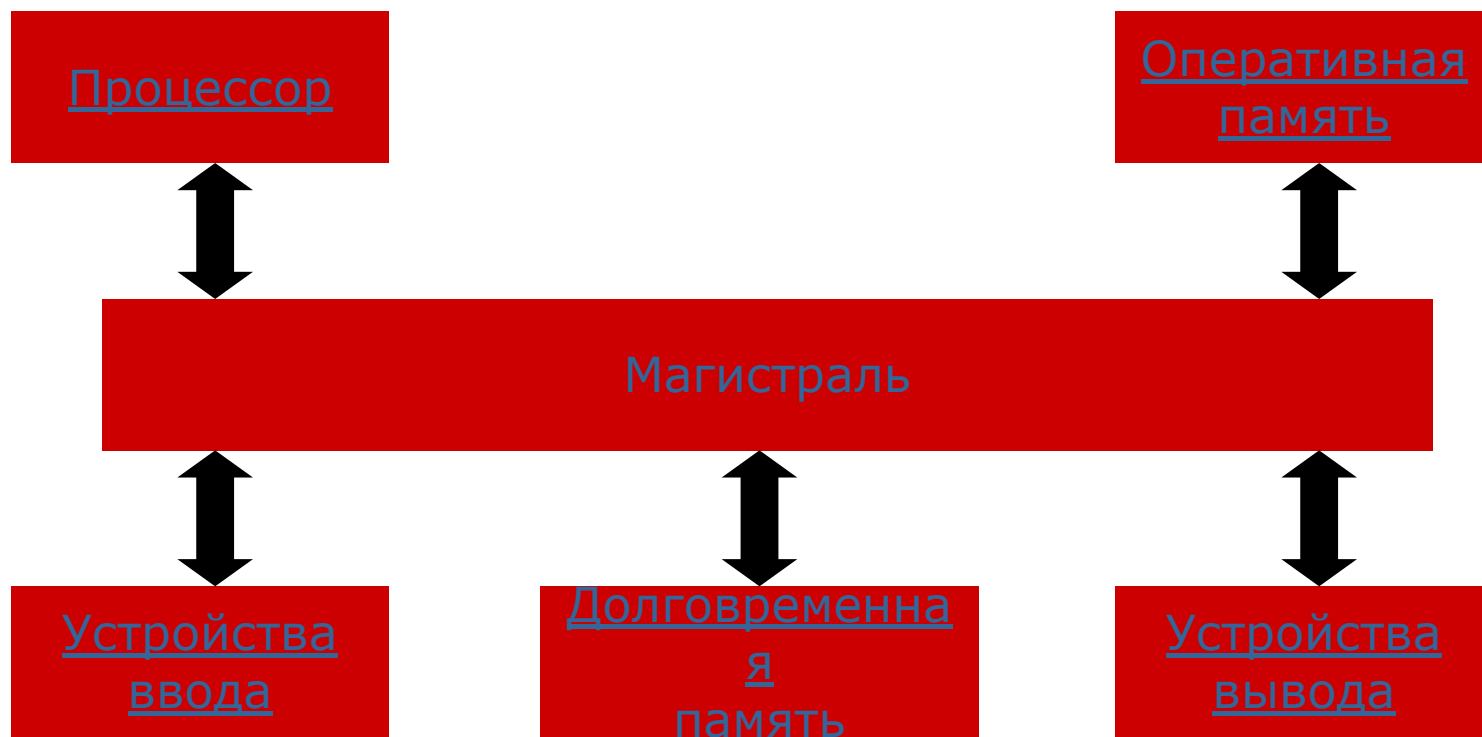 Процессор
Оперативная
память
Магистраль
Устройства
ввода
Долговременна
я
память
Устройства
вывода